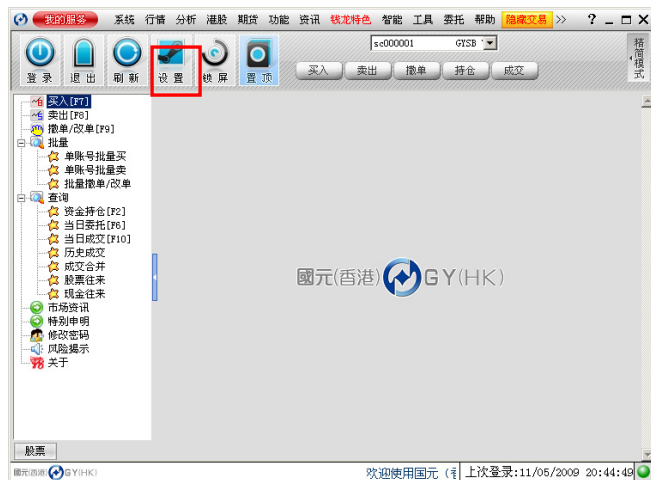 我的服务 系统 行情 分析 港股 期货 功能 资讯 钱龙特色 智能 工具 委托 帮助 隐藏交易 >> ? _ □ X
sc000001 GYSB
登录 退出 刷新 设置 锁屏 置顶 买入 卖出 撤单 持仓 成交
精简模式
买入[F7]
卖出[F8]
撤单/改单[F9]
批量
单账号批量买
单账号批量卖
批量撤单/改单
查询
资金持仓[F2]
当日委托[F6]
当日成交[F10]
历史成交
成交合并
股票往来
现金往来
市场资讯
特别申明
修改密码
风险揭示
关于
國元(香港) GY(HK)
股票
國元(香港) GY(HK) 欢迎使用国元 ( 上次登录:11/05/2009 20:44:49